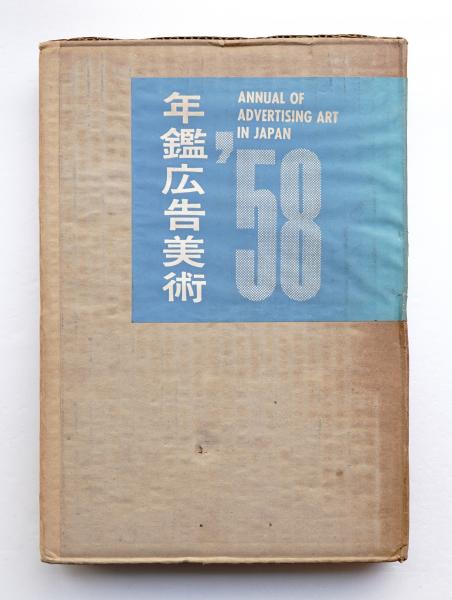 年鑑広告美術
ANNUAL OF
ADVERTISING ART
IN JAPAN
'58